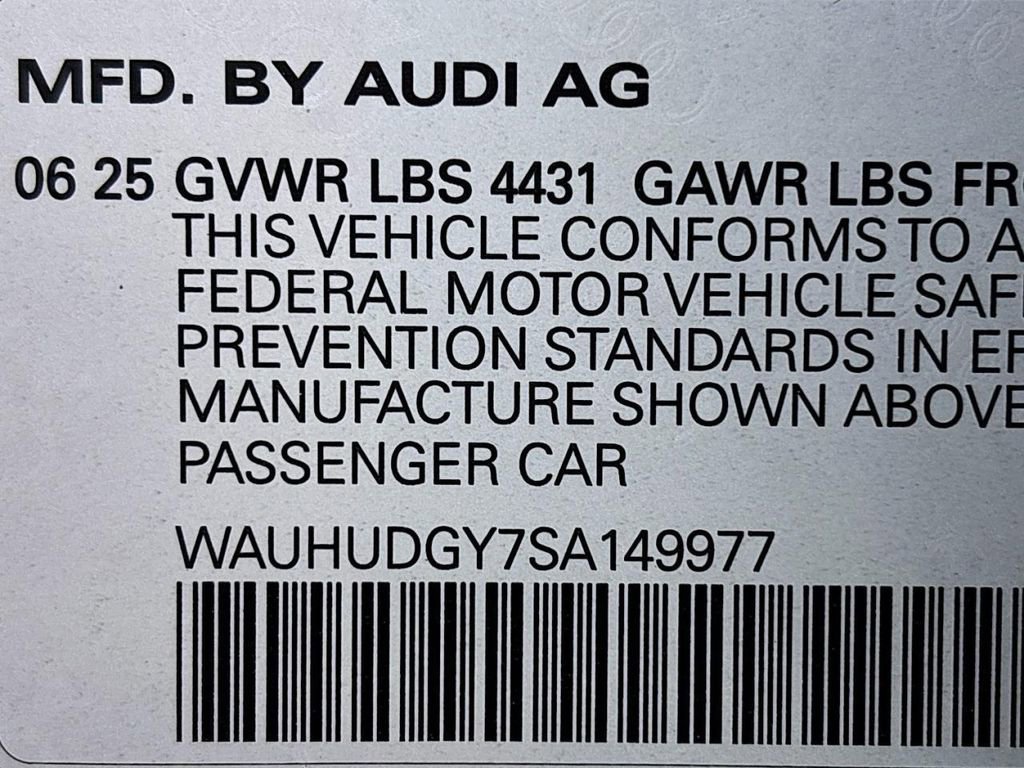 MFD. BY AUDI AG
06 25 GVWR LBS 4431 GAWR LBS
THIS VEHICLE CONFORMS TO
FEDERAL MOTOR VEHICLE
PREVENTION STANDARDS IN
MANUFACTURE SHOWN ABOVE
PASSENGER CAR
WAUHUDGY7SA149977